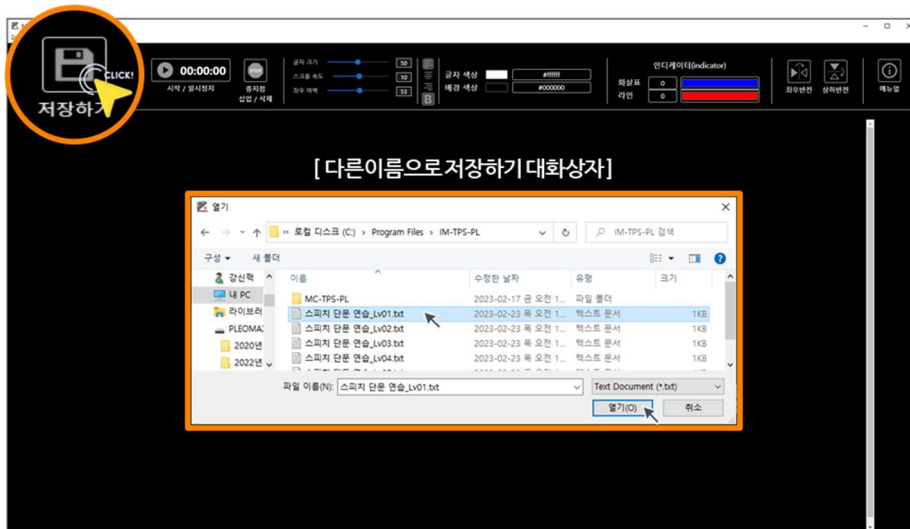 CLICK!
저장하기
00:00:00
시작 / 일시정지
STOP
중지점
삽입 / 삭제
글자 크기 50
스크롤 속도 10
좌우 여백 53
B
글자 색상 #ffffff
배경 색상 #000000
인디케이터(indicator)
화살표 0
라인 0
좌우반전
상하반전
메뉴얼
[ 다른이름으로저장하기 대화상자 ]
열기
« 로컬 디스크 (C:) › Program Files › IM-TPS-PL
IM-TPS-PL 검색
구성 새 폴더
이름 수정한 날짜 유형 크기
강신혁
내 PC
라이브러
PLEOMA
2020년
2022년
MC-TPS-PL 2023-02-17 금 오전 1... 파일 폴더
스피치 단문 연습_Lv01.txt 2023-02-23 목 오전 1... 텍스트 문서 1KB
스피치 단문 연습_Lv02.txt 2023-02-23 목 오전 1... 텍스트 문서 1KB
스피치 단문 연습_Lv03.txt 2023-02-23 목 오전 1... 텍스트 문서 1KB
스피치 단문 연습_Lv04.txt 2023-02-23 목 오전 1... 텍스트 문서 1KB
파일 이름(N): 스피치 단문 연습_Lv01.txt
Text Document (*.txt)
열기(O) 취소